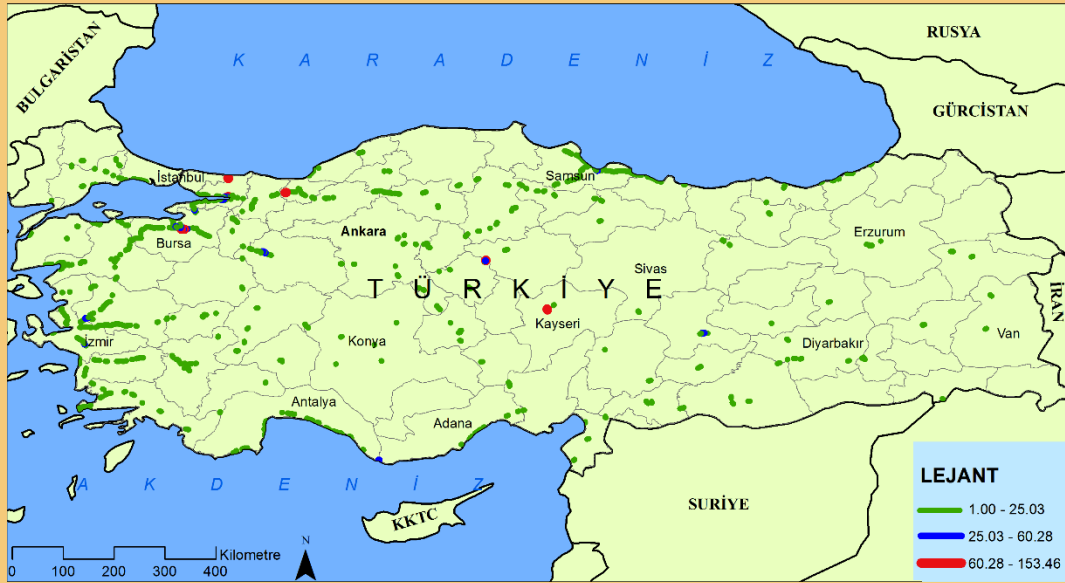 RUSYA
BULGARİSTAN
K A R A D E N İ Z
GÜRCİSTAN
İstanbul
Samsun
Bursa
Ankara
Erzurum
Sivas
T Ü R K İ Y E
İRAN
Kayseri
Van
İzmir
Konya
Diyarbakır
Antalya
Adana
A K D E N İ Z
KKTC
SURİYE
LEJANT
1.00 - 25.03
25.03 - 60.28
60.28 - 153.46
N
Kilometre
0 100 200 300 400